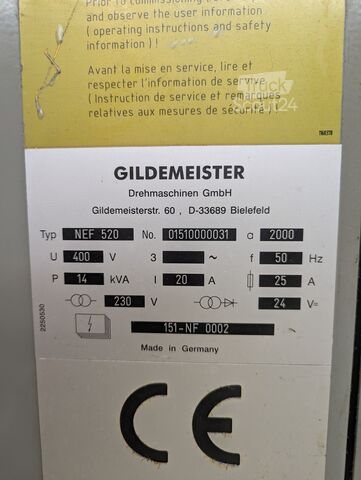 Prior to commissioning
and observe the user information
( operating instructions and safety
information ) !
Avant la mise en service, lire et
respecter l'information de service
( Instruction de service et remarques
relatives aux mesures de sécurité ) !
Truck
Scout24
GILDEMEISTER
Drehmaschinen GmbH
Gildemeisterstr. 60 , D-33689 Bielefeld
Typ NEF 520 No. 01510000031 a 2000
U 400 V 3 ~ f 50 Hz
P 14 kVA I 20 A 25 A
230 V 24 V=
151-NF 0002
Made in Germany
2250530
CE